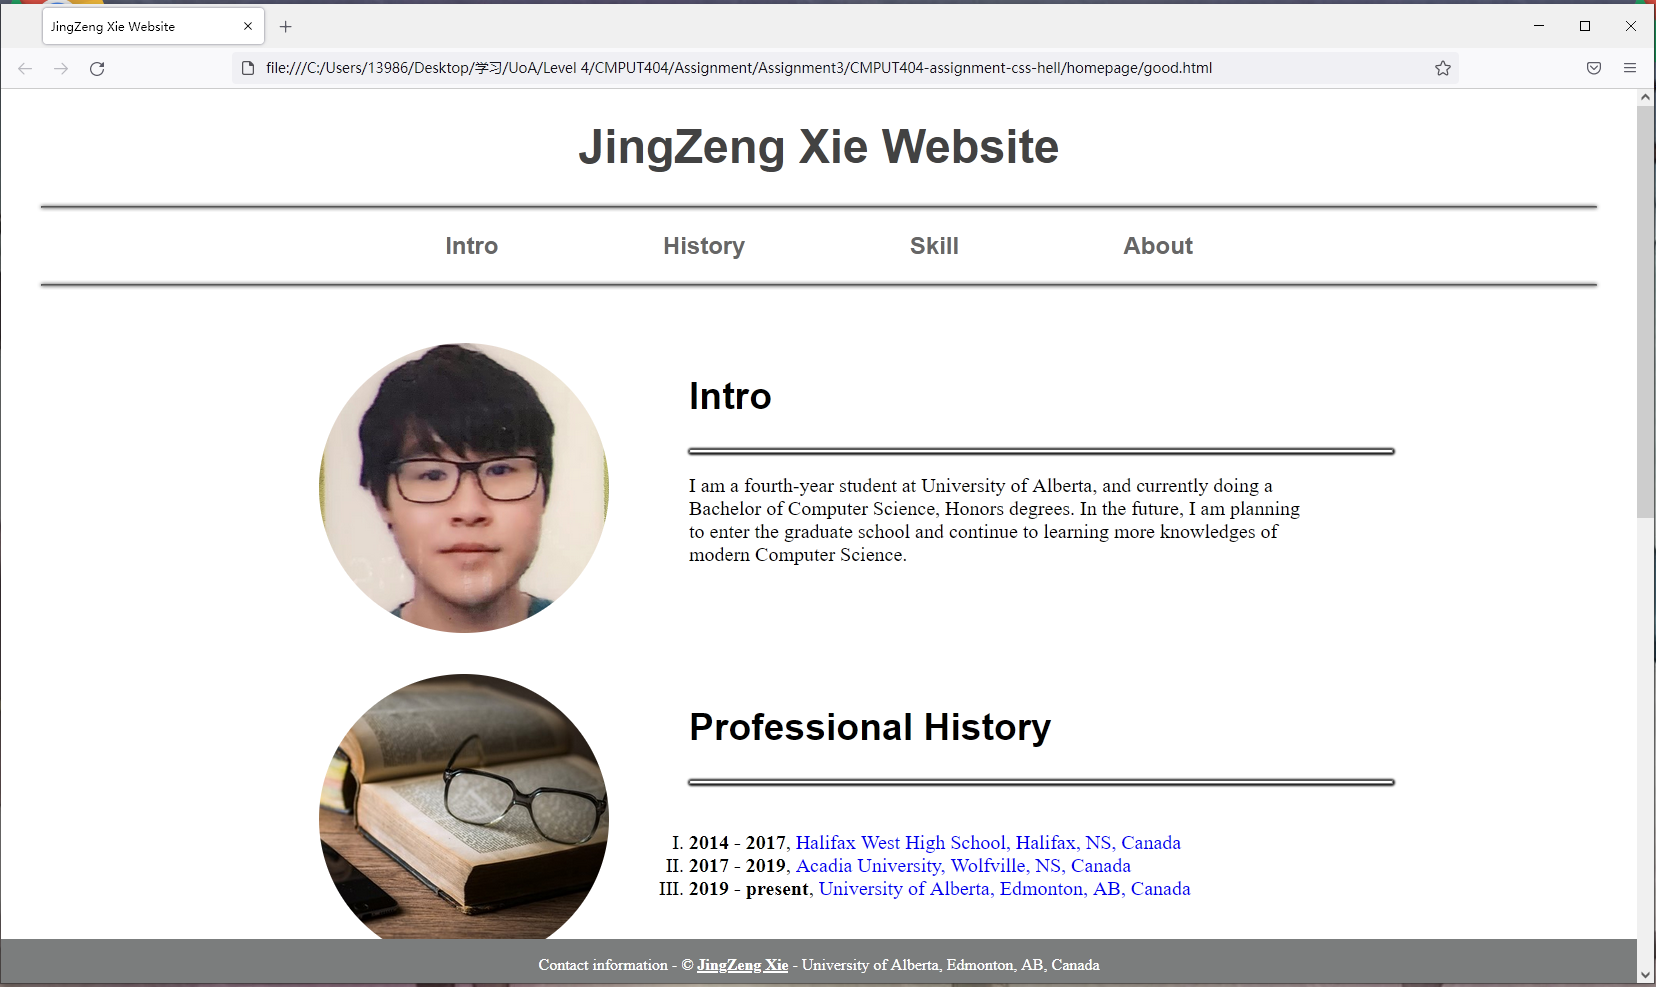 JingZeng Xie Website
file:///C:/Users/13986/Desktop/学习/UoA/Level 4/CMPUT404/Assignment/Assignment3/CMPUT404-assignment-css-hell/homepage/good.html
JingZeng Xie Website
Intro History Skill About
Intro
I am a fourth-year student at University of Alberta, and currently doing a
Bachelor of Computer Science, Honors degrees. In the future, I am planning
to enter the graduate school and continue to learning more knowledges of
modern Computer Science.
Professional History
I. 2014 - 2017, Halifax West High School, Halifax, NS, Canada
II. 2017 - 2019, Acadia University, Wolfville, NS, Canada
III. 2019 - present, University of Alberta, Edmonton, AB, Canada
Contact information - © JingZeng Xie - University of Alberta, Edmonton, AB, Canada